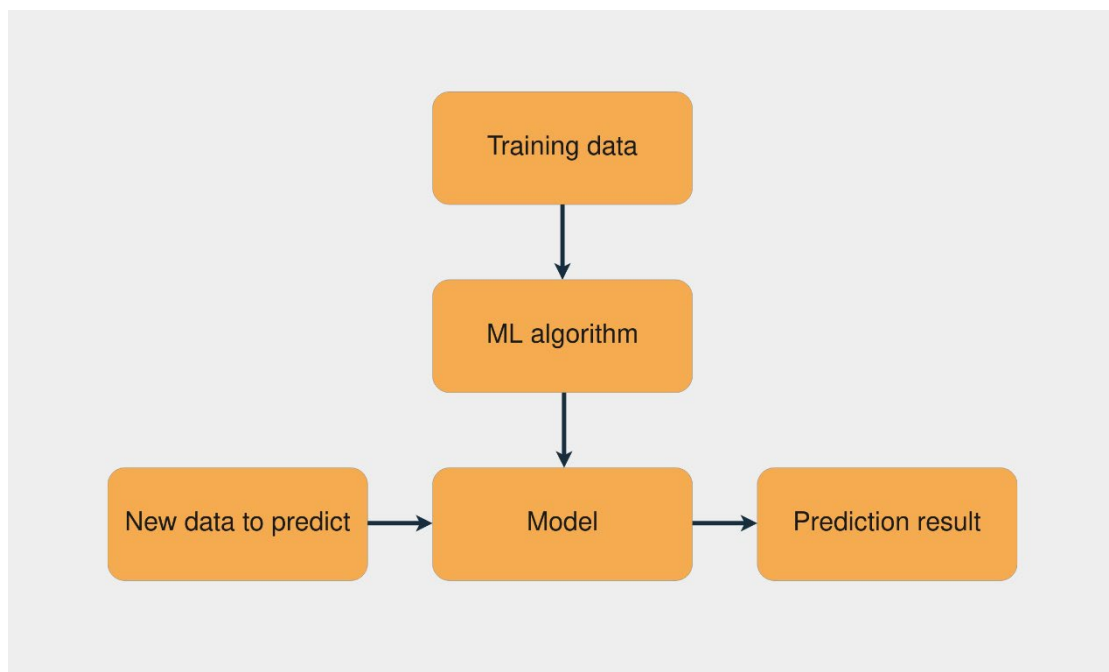 Training data
ML algorithm
New data to predict
Model
Prediction result